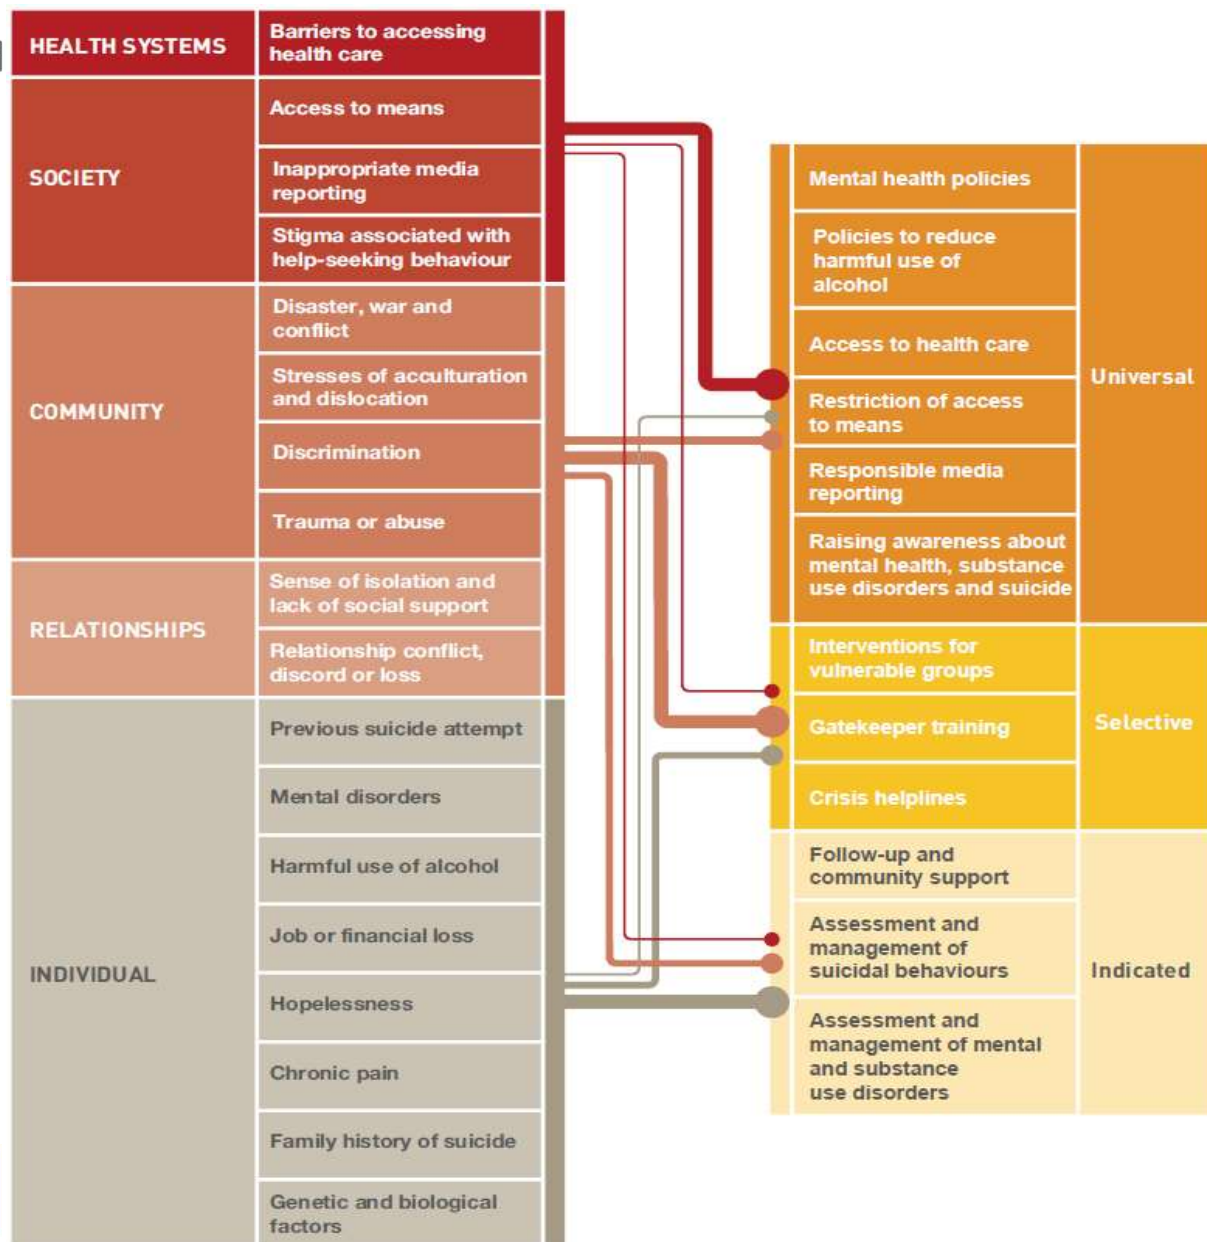 HEALTH SYSTEMS
Barriers to accessing
health care
SOCIETY
Access to means
Inappropriate media
reporting
Stigma associated with
help-seeking behaviour
COMMUNITY
Disaster, war and
conflict
Stresses of acculturation
and dislocation
Discrimination
Trauma or abuse
RELATIONSHIPS
Sense of isolation and
lack of social support
Relationship conflict,
discord or loss
INDIVIDUAL
Previous suicide attempt
Mental disorders
Harmful use of alcohol
Job or financial loss
Hopelessness
Chronic pain
Family history of suicide
Genetic and biological
factors
Mental health policies
Policies to reduce
harmful use of
alcohol
Access to health care
Restriction of access
to means
Responsible media
reporting
Raising awareness about
mental health, substance
use disorders and suicide
Universal
Interventions for
vulnerable groups
Gatekeeper training
Crisis helplines
Selective
Follow-up and
community support
Assessment and
management of
suicidal behaviours
Assessment and
management of mental
and substance
use disorders
Indicated